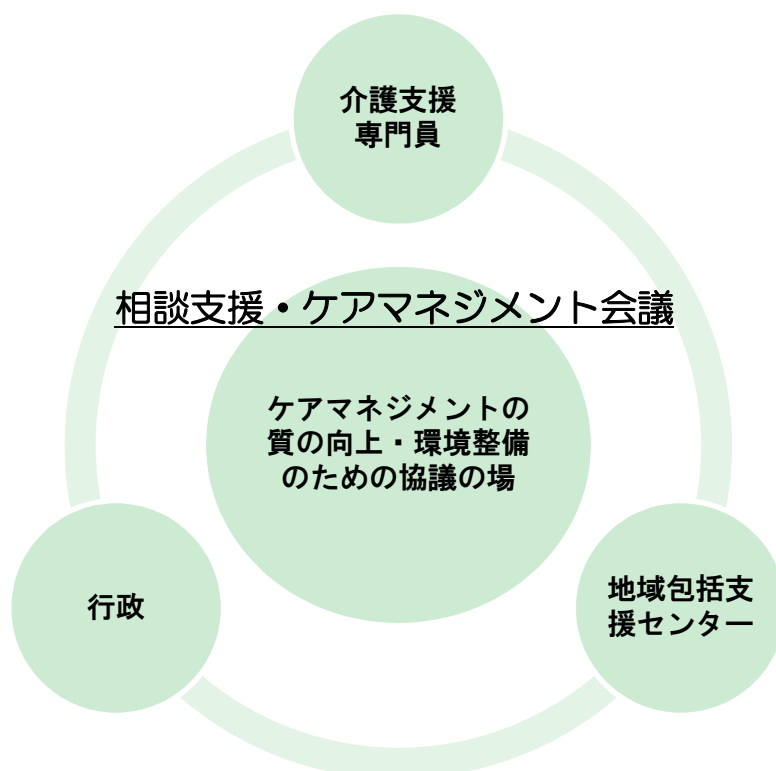 介護支援
専門員
相談支援・ケアマネジメント会議
ケアマネジメントの
質の向上・環境整備
のための協議の場
行政
地域包括支
援センター